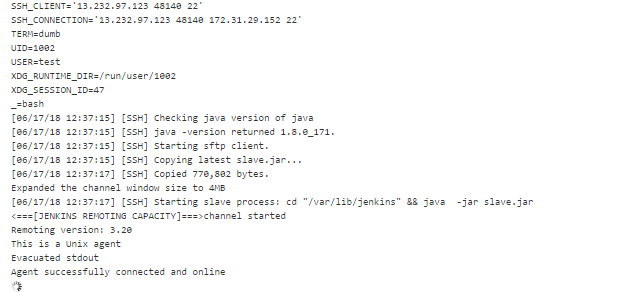 SSH_CLIENT='13.232.97.123 48140 22'
SSH_CONNECTION='13.232.97.123 48140 172.31.29.152 22'
TERM=dumb
UID=1002
USER=test
XDG_RUNTIME_DIR=/run/user/1002
XDG_SESSION_ID=47
_=bash
[06/17/18 12:37:15] [SSH] Checking java version of java
[06/17/18 12:37:15] [SSH] java -version returned 1.8.0_171.
[06/17/18 12:37:15] [SSH] Starting sftp client.
[06/17/18 12:37:15] [SSH] Copying latest slave.jar...
[06/17/18 12:37:17] [SSH] Copied 770,802 bytes.
Expanded the channel window size to 4MB
[06/17/18 12:37:17] [SSH] Starting slave process: cd "/var/lib/jenkins" && java  -jar slave.jar
<===[JENKINS REMOTING CAPACITY]===>channel started
Remoting version: 3.20
This is a Unix agent
Evacuated stdout
Agent successfully connected and online